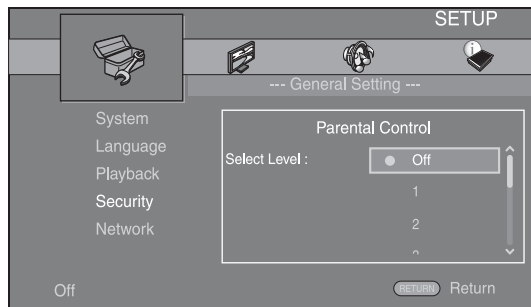 SETUP
--- General Setting ---
System
Language
Playback
Security
Network
Parental Control
Select Level :
Off
1
2
Off
RETURN Return